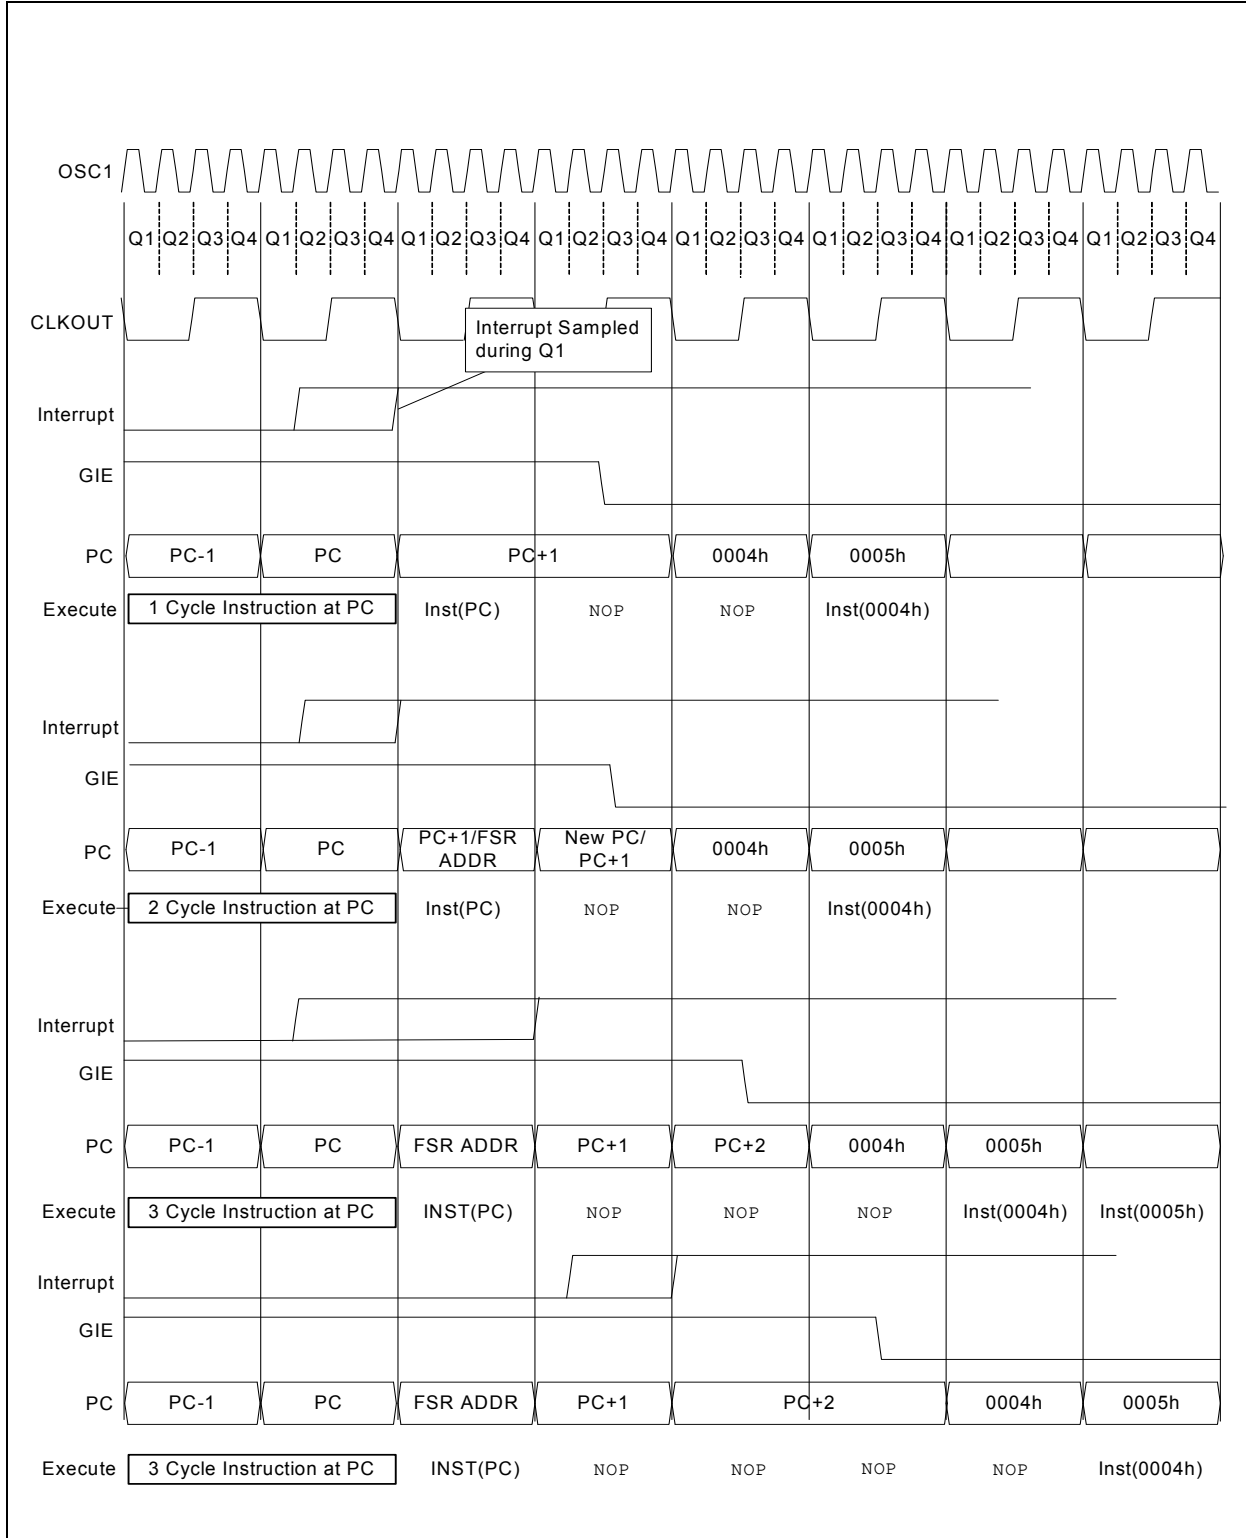 OSC1
Q1 Q2 Q3 Q4 Q1 Q2 Q3 Q4 Q1 Q2 Q3 Q4 Q1 Q2 Q3 Q4 Q1 Q2 Q3 Q4 Q1 Q2 Q3 Q4 Q1 Q2 Q3 Q4 Q1 Q2 Q3 Q4
CLKOUT
Interrupt Sampled
during Q1
Interrupt
GIE
PC PC-1 PC PC+1 0004h 0005h
Execute 1 Cycle Instruction at PC Inst(PC) NOP NOP Inst(0004h)
Interrupt
GIE
PC PC-1 PC PC+1/FSR ADDR New PC/ PC+1 0004h 0005h
Execute 2 Cycle Instruction at PC Inst(PC) NOP NOP Inst(0004h)
Interrupt
GIE
PC PC-1 PC FSR ADDR PC+1 PC+2 0004h 0005h
Execute 3 Cycle Instruction at PC INST(PC) NOP NOP NOP Inst(0004h) Inst(0005h)
Interrupt
GIE
PC PC-1 PC FSR ADDR PC+1 PC+2 0004h 0005h
Execute 3 Cycle Instruction at PC INST(PC) NOP NOP NOP NOP Inst(0004h)